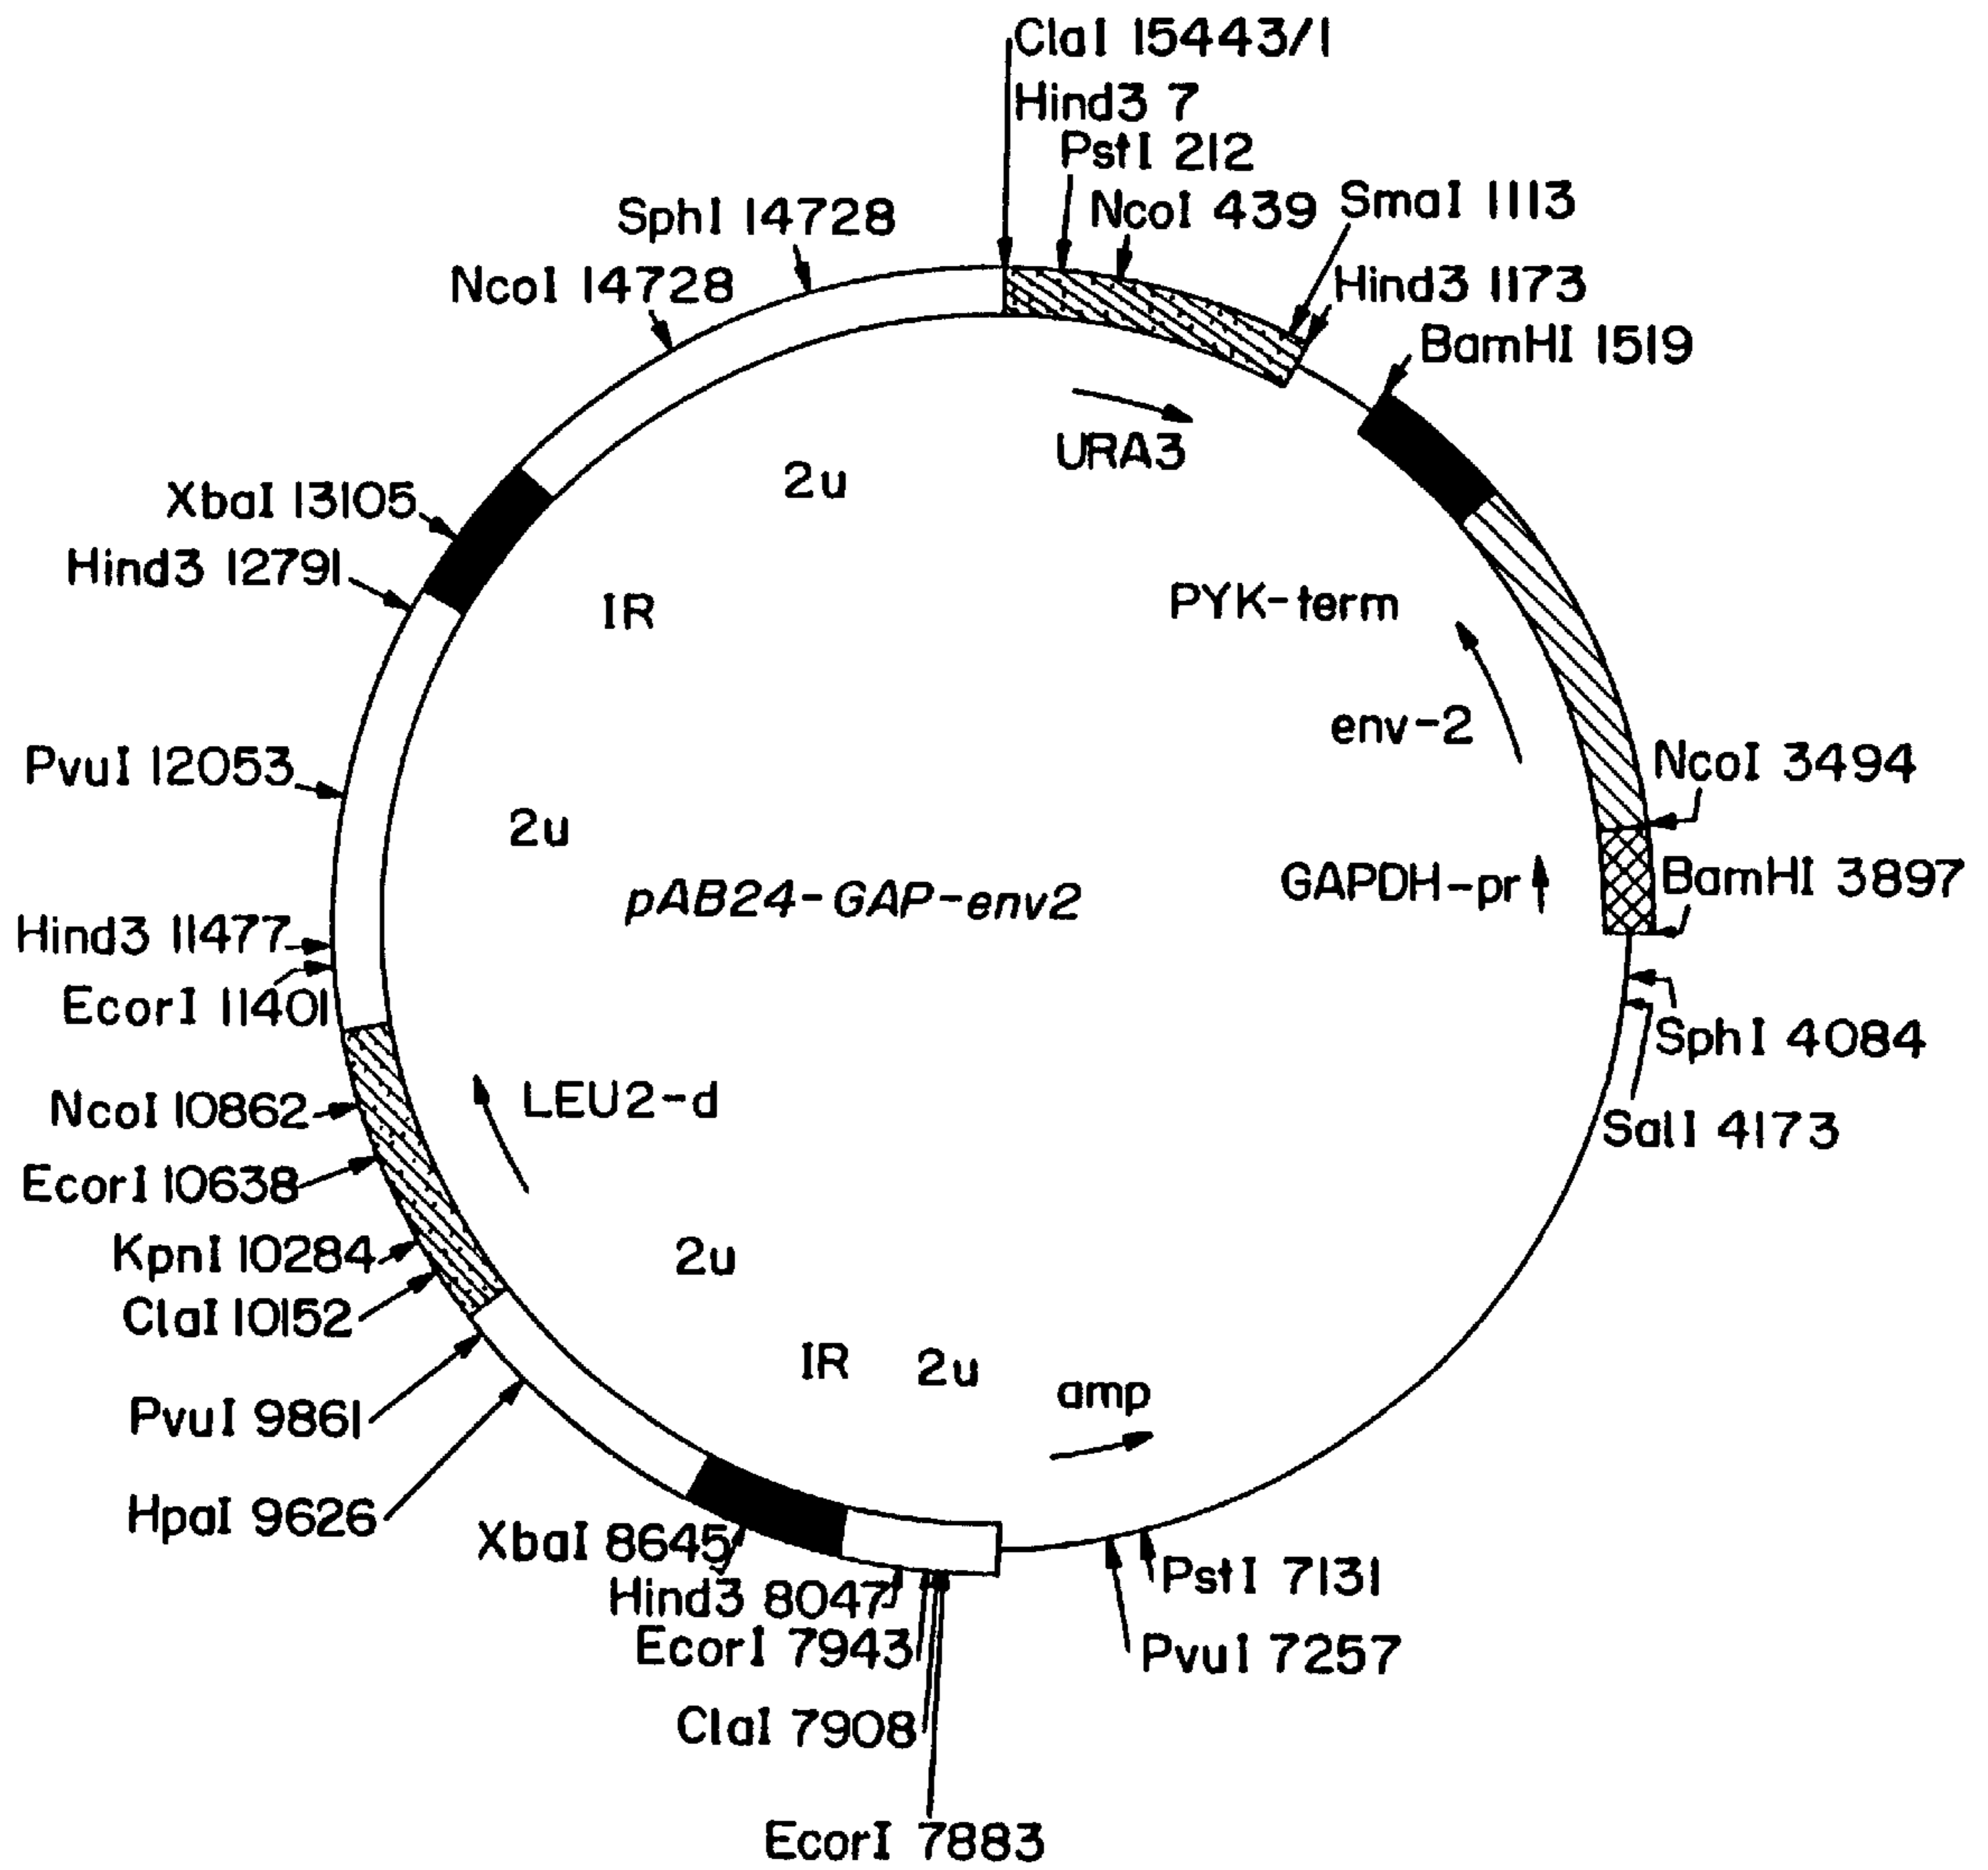 ClaI 15443/1
Hind3 7
PstI 212
NcoI 439
SmaI 1113
SphI 14728
NcoI 14728
Hind3 1173
BamHI 1519
URA3
2u
XbaI 13105
Hind3 12791
IR
PYK-term
env-2
NcoI 3494
PvuI 12053
2u
pAB24-GAP-env2
GAPDH-pr
BamHI 3897
Hind3 11477
EcorI 11401
SphI 4084
NcoI 10862
LEU2-d
SalI 4173
EcorI 10638
KpnI 10284
2u
ClaI 10152
IR
2u
amp
PvuI 9861
HpaI 9626
XbaI 8645
PstI 7131
Hind3 8047
EcorI 7943
PvuI 7257
ClaI 7908
EcorI 7883